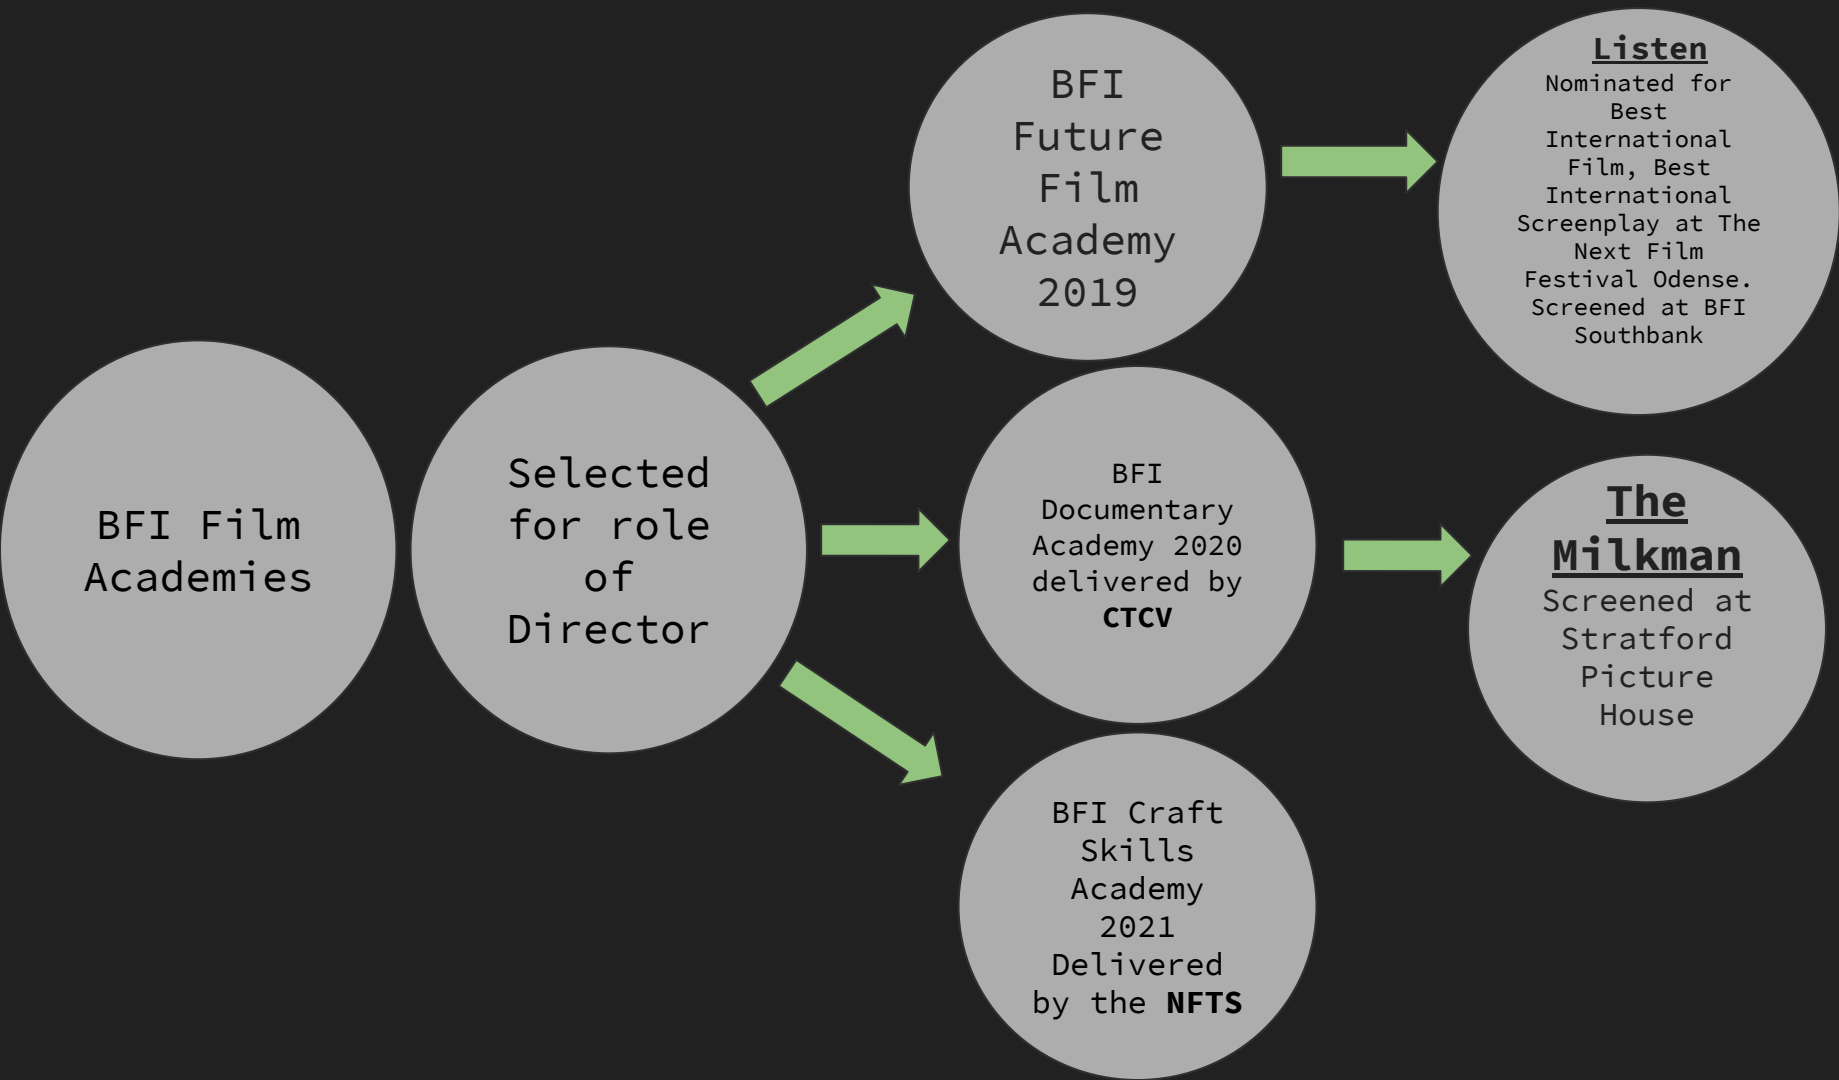 BFI Film
Academies
Selected
for role
of
Director
BFI
Future
Film
Academy
2019
Listen
Nominated for
Best
International
Film, Best
International
Screenplay at The
Next Film
Festival Odense.
Screened at BFI
Southbank
BFI
Documentary
Academy 2020
delivered by
CTCV
The
Milkman
Screened at
Stratford
Picture
House
BFI Craft
Skills
Academy
2021
Delivered
by the NFTS